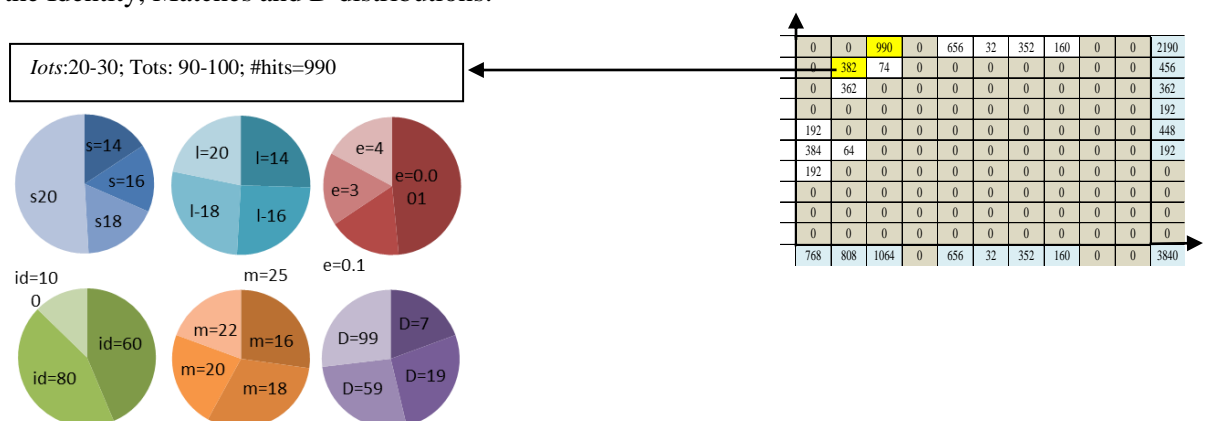 the Identity, Matches and D distributions.
Iots:20-30; Tots: 90-100; #hits=990
s=14
s=16
s18
s20
l=20
l=14
l-18
l-16
e=4
e=0.0
01
e=3
e=0.1
id=10
0
id=60
id=80
m=25
m=22
m=16
m=20
m=18
D=99
D=7
D=59
D=19
0 0 990 0 656 32 352 160 0 0 2190
0 382 74 0 0 0 0 0 0 0 456
0 362 0 0 0 0 0 0 0 0 362
0 0 0 0 0 0 0 0 0 0 192
192 0 0 0 0 0 0 0 0 0 448
384 64 0 0 0 0 0 0 0 0 192
192 0 0 0 0 0 0 0 0 0 0
0 0 0 0 0 0 0 0 0 0 0
0 0 0 0 0 0 0 0 0 0 0
0 0 0 0 0 0 0 0 0 0 0
768 808 1064 0 656 32 352 160 0 0 3840